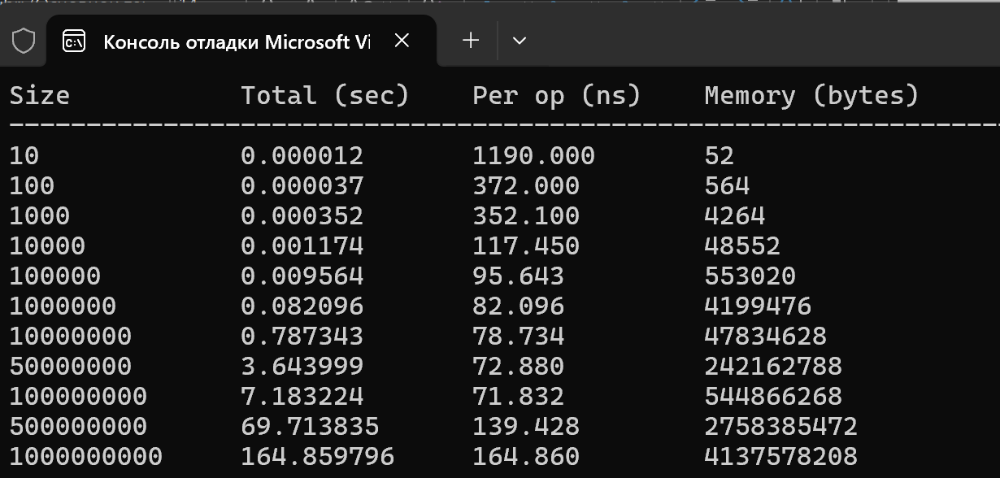 Консоль отладки Microsoft Vi
Size Total (sec) Per op (ns) Memory (bytes)
--------------------------------------------------------------------
10 0.000012 1190.000 52
100 0.000037 372.000 564
1000 0.000352 352.100 4264
10000 0.001174 117.450 48552
100000 0.009564 95.643 553020
1000000 0.082096 82.096 4199476
10000000 0.787343 78.734 47834628
50000000 3.643999 72.880 242162788
100000000 7.183224 71.832 544866268
500000000 69.713835 139.428 2758385472
1000000000 164.859796 164.860 4137578208